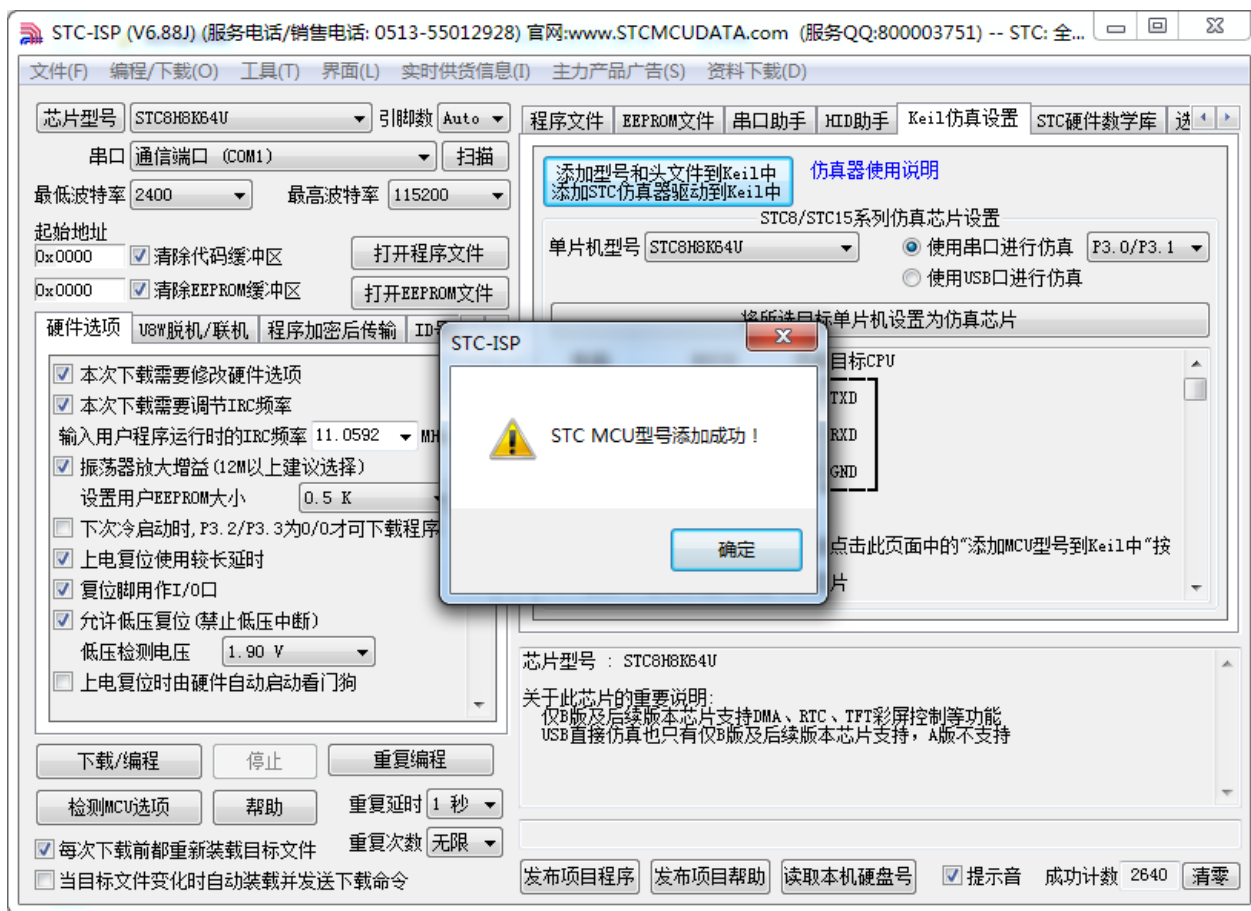 STC-ISP (V6.88J) (服务电话/销售电话: 0513-55012928) 官网:www.STCMCUDATA.com (服务QQ:800003751) -- STC: 全...
文件(F) 编程/下载(O) 工具(T) 界面(L) 实时供货信息(I) 主力产品广告(S) 资料下载(D)
芯片型号 STC8H8K64U 引脚数 Auto
串口 通信端口 (COM1) 扫描
最低波特率 2400 最高波特率 115200
起始地址
0x0000 清除代码缓冲区 打开程序文件
0x0000 清除EEPROM缓冲区 打开EEPROM文件
硬件选项 U8W脱机/联机 程序加密后传输
本次下载需要修改硬件选项
本次下载需要调节IRC频率
输入用户程序运行时的IRC频率 11.0592
振荡器放大增益(12M以上建议选择)
设置用户EEPROM大小 0.5 K
下次冷启动时,P3.2/P3.3为0/0才可下载程序
上电复位使用较长延时
复位脚用作I/O口
允许低压复位(禁止低压中断)
低压检测电压 1.90 V
上电复位时由硬件自动启动看门狗
下载/编程 停止 重复编程
检测MCU选项 帮助 重复延时 1 秒
每次下载前都重新装载目标文件 重复次数 无限
当目标文件变化时自动装载并发送下载命令
程序文件 EEPROM文件 串口助手 HID助手 Keil仿真设置 STC硬件数学库 选
添加型号和头文件到Keil中
添加STC仿真器驱动到Keil中
仿真器使用说明
STC8/STC15系列仿真芯片设置
单片机型号 STC8H8K64U 使用串口进行仿真 P3.0/P3.1
使用USB口进行仿真
将所选目标单片机设置为仿真芯片
目标CPU
TXD
RXD
GND
点击此页面中的“添加MCU型号到Keil中”按
片
STC-ISP
STC MCU型号添加成功！
确定
芯片型号 : STC8H8K64U
关于此芯片的重要说明:
仅B版及后续版本芯片支持DMA、RTC、TFT彩屏控制等功能
USB直接仿真也只有仅B版及后续版本芯片支持，A版不支持
发布项目程序 发布项目帮助 读取本机硬盘号 提示音 成功计数 2640 清零